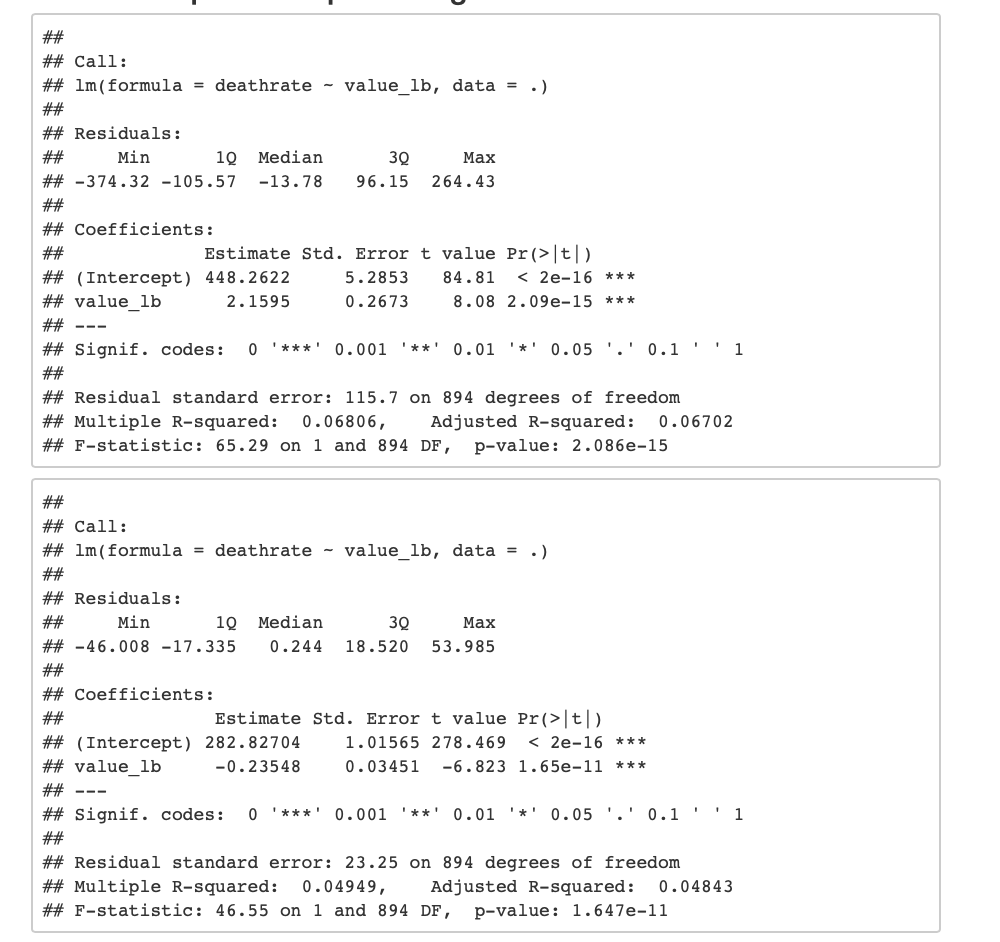 ##
## Call:
## lm(formula = deathrate ~ value_lb, data = .)
##
## Residuals:
##     Min      1Q  Median      3Q     Max
## -374.32 -105.57  -13.78   96.15  264.43
##
## Coefficients:
##             Estimate Std. Error t value Pr(>|t|)
## (Intercept) 448.2622     5.2853   84.81  < 2e-16 ***
## value_lb      2.1595     0.2673    8.08 2.09e-15 ***
## ---
## Signif. codes:  0 '***' 0.001 '**' 0.01 '*' 0.05 '.' 0.1 ' ' 1
##
## Residual standard error: 115.7 on 894 degrees of freedom
## Multiple R-squared:  0.06806,    Adjusted R-squared:  0.06702
## F-statistic: 65.29 on 1 and 894 DF,  p-value: 2.086e-15
##
## Call:
## lm(formula = deathrate ~ value_lb, data = .)
##
## Residuals:
##     Min      1Q  Median      3Q     Max
## -46.008 -17.335   0.244  18.520  53.985
##
## Coefficients:
##              Estimate Std. Error t value Pr(>|t|)
## (Intercept) 282.82704    1.01565 278.469  < 2e-16 ***
## value_lb     -0.23548    0.03451  -6.823 1.65e-11 ***
## ---
## Signif. codes:  0 '***' 0.001 '**' 0.01 '*' 0.05 '.' 0.1 ' ' 1
##
## Residual standard error: 23.25 on 894 degrees of freedom
## Multiple R-squared:  0.04949,    Adjusted R-squared:  0.04843
## F-statistic: 46.55 on 1 and 894 DF,  p-value: 1.647e-11